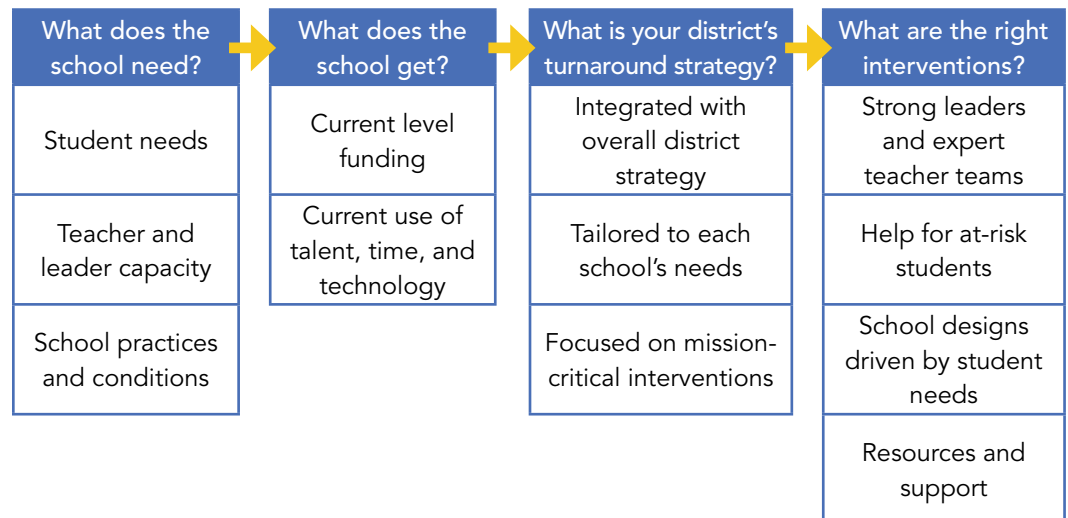 What does the
school need?
Student needs
Teacher and
leader capacity
School practices
and conditions
What does the
school get?
Current level
funding
Current use of
talent, time, and
technology
What is your district’s
turnaround strategy?
Integrated with
overall district
strategy
Tailored to each
school’s needs
Focused on mission-
critical interventions
What are the right
interventions?
Strong leaders
and expert
teacher teams
Help for at-risk
students
School designs
driven by student
needs
Resources and
support